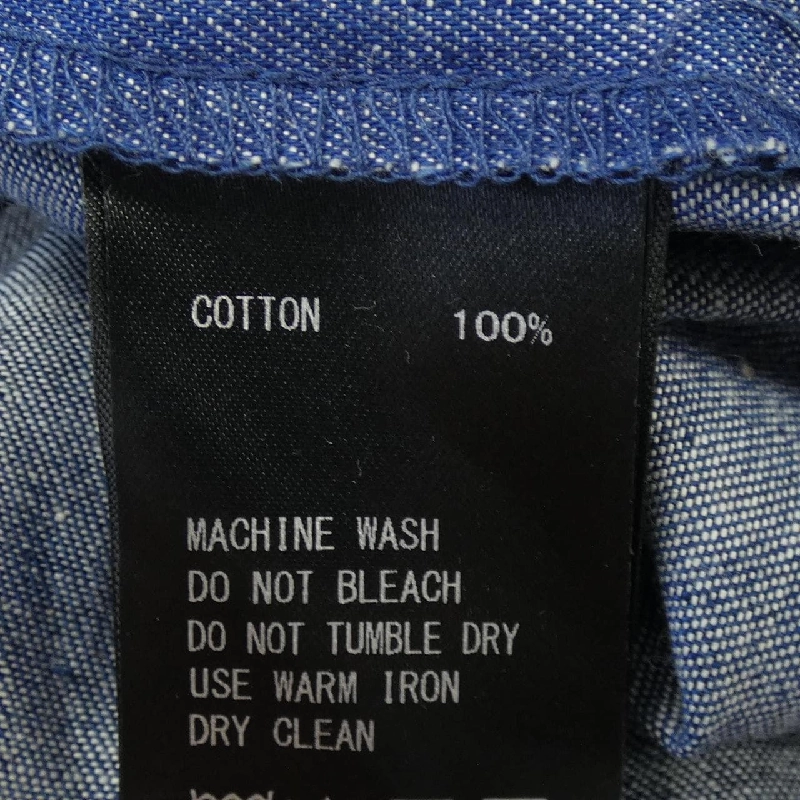 COTTON 100%
MACHINE WASH
DO NOT BLEACH
DO NOT TUMBLE DRY
USE WARM IRON
DRY CLEAN